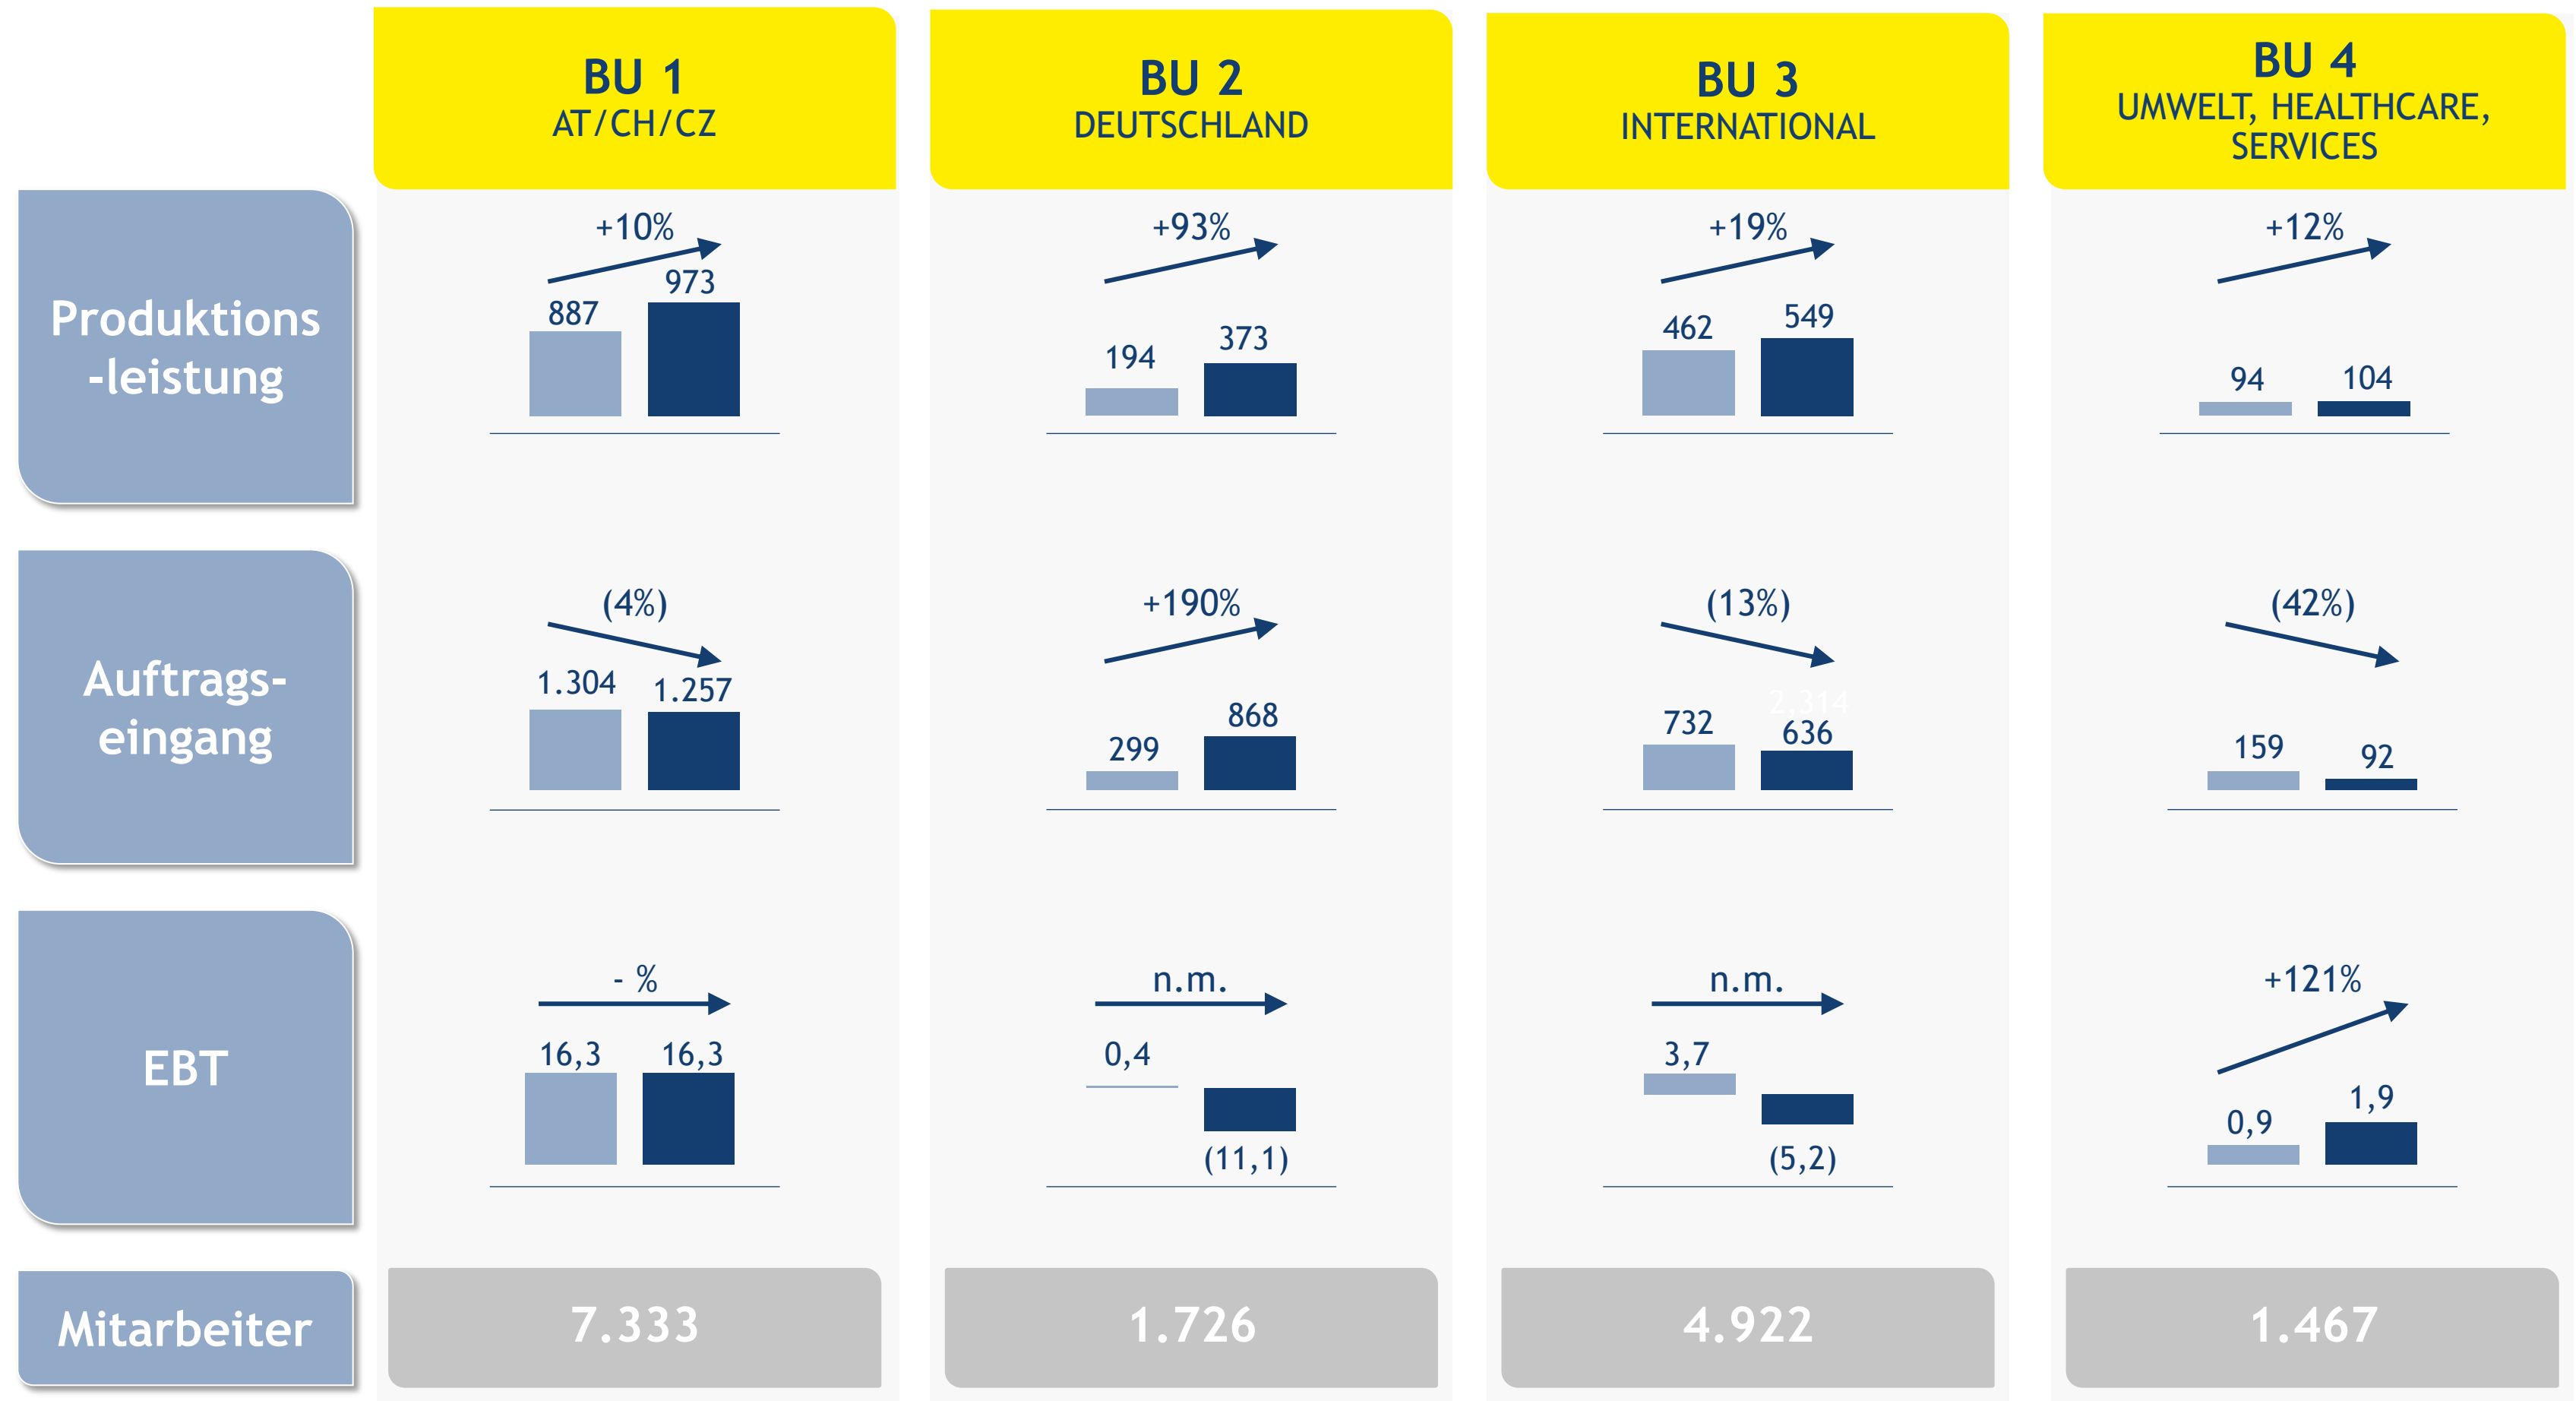 BU 1
AT/CH/CZ
BU 2
DEUTSCHLAND
BU 3
INTERNATIONAL
BU 4
UMWELT, HEALTHCARE,
SERVICES
Produktions
-leistung
+10%
887
973
+93%
194
373
+19%
462
549
+12%
94
104
Auftrags-
eingang
(4%)
1.304
1.257
+190%
299
868
(13%)
732
2,314
636
(42%)
159
92
EBT
- %
16,3
16,3
n.m.
0,4
(11,1)
n.m.
3,7
(5,2)
+121%
0,9
1,9
Mitarbeiter
7.333
1.726
4.922
1.467